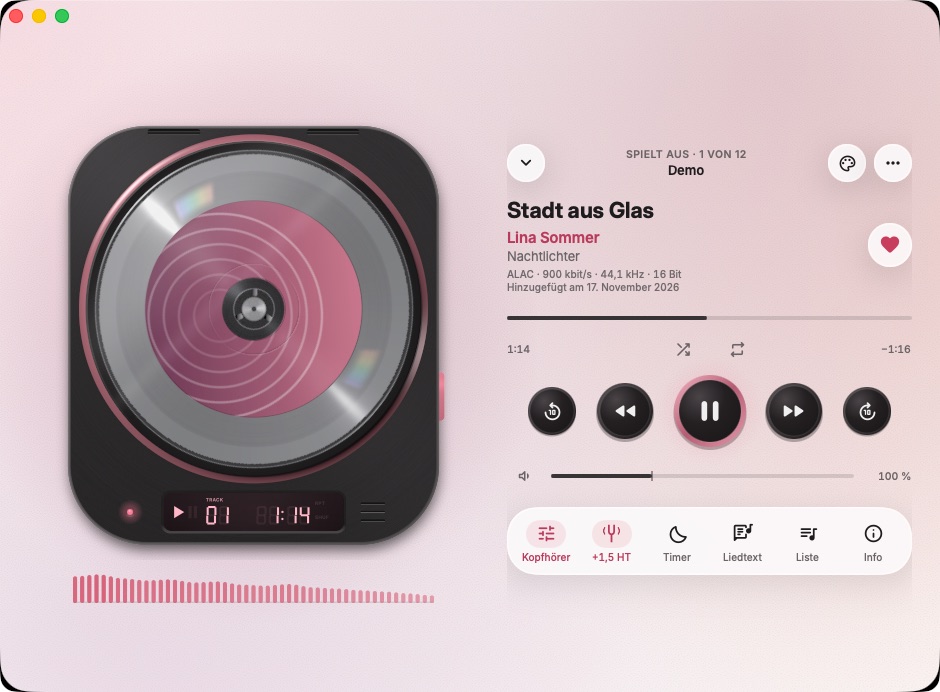 SPIELT AUS · 1 VON 12
Demo
Stadt aus Glas
Lina Sommer
Nachtlichter
ALAC · 900 kbit/s · 44,1 kHz · 16 Bit
Hinzugefügt am 17. November 2026
1:14
−1:16
10
10
100 %
TRACK
01
1:14
Kopfhörer
+1,5 HT
Timer
Liedtext
Liste
Info